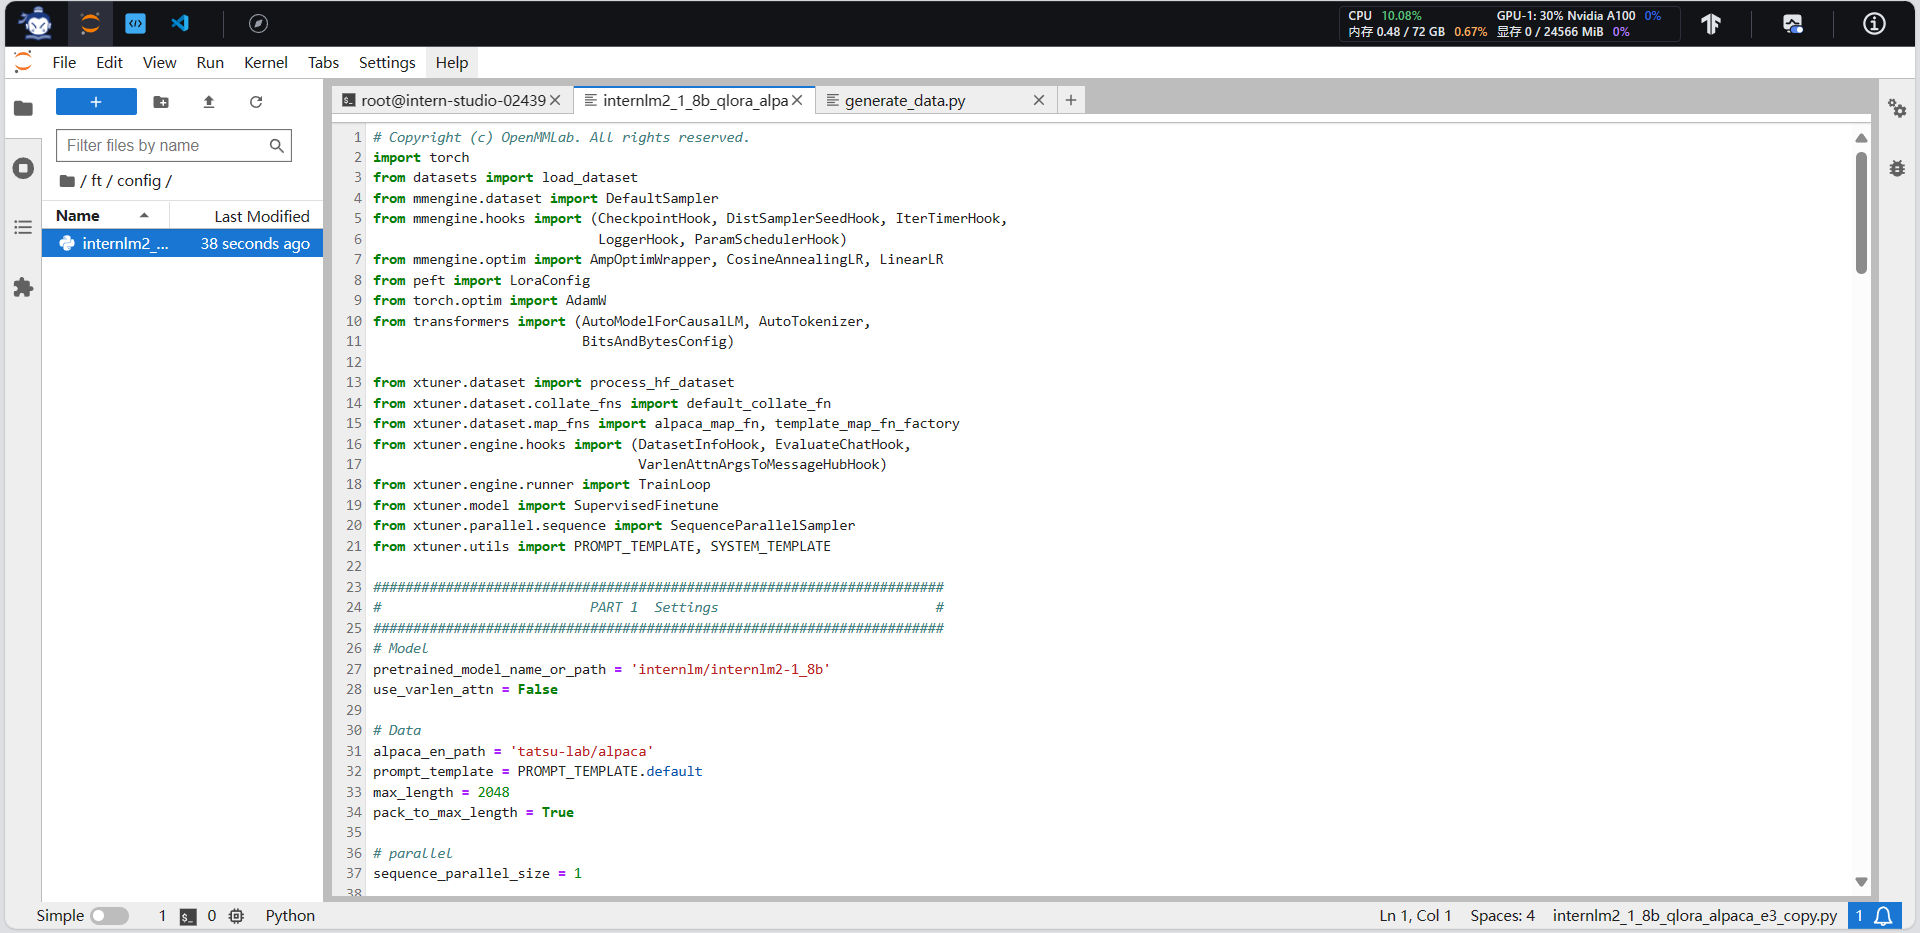 CPU 10.08% GPU-1: 30% Nvidia A100 0%
内存 0.48 / 72 GB 0.67% 显存 0 / 24566 MiB 0%
File Edit View Run Kernel Tabs Settings Help
+
Filter files by name
/ ft / config /
Name Last Modified
internlm2_... 38 seconds ago
root@intern-studio-02439 internlm2_1_8b_qlora_alpa generate_data.py +
1 # Copyright (c) OpenMMLab. All rights reserved.
2 import torch
3 from datasets import load_dataset
4 from mmengine.dataset import DefaultSampler
5 from mmengine.hooks import (CheckpointHook, DistSamplerSeedHook, IterTimerHook,
6                             LoggerHook, ParamSchedulerHook)
7 from mmengine.optim import AmpOptimWrapper, CosineAnnealingLR, LinearLR
8 from peft import LoraConfig
9 from torch.optim import AdamW
10 from transformers import (AutoModelForCausalLM, AutoTokenizer,
11                           BitsAndBytesConfig)
12
13 from xtuner.dataset import process_hf_dataset
14 from xtuner.dataset.collate_fns import default_collate_fn
15 from xtuner.dataset.map_fns import alpaca_map_fn, template_map_fn_factory
16 from xtuner.engine.hooks import (DatasetInfoHook, EvaluateChatHook,
17                                  VarlenAttnArgsToMessageHubHook)
18 from xtuner.engine.runner import TrainLoop
19 from xtuner.model import SupervisedFinetune
20 from xtuner.parallel.sequence import SequenceParallelSampler
21 from xtuner.utils import PROMPT_TEMPLATE, SYSTEM_TEMPLATE
22
23 #######################################################################
24 #                          PART 1  Settings                           #
25 #######################################################################
26 # Model
27 pretrained_model_name_or_path = 'internlm/internlm2-1_8b'
28 use_varlen_attn = False
29
30 # Data
31 alpaca_en_path = 'tatsu-lab/alpaca'
32 prompt_template = PROMPT_TEMPLATE.default
33 max_length = 2048
34 pack_to_max_length = True
35
36 # parallel
37 sequence_parallel_size = 1
38
Simple 1 0 Python Ln 1, Col 1 Spaces: 4 internlm2_1_8b_qlora_alpaca_e3_copy.py 1